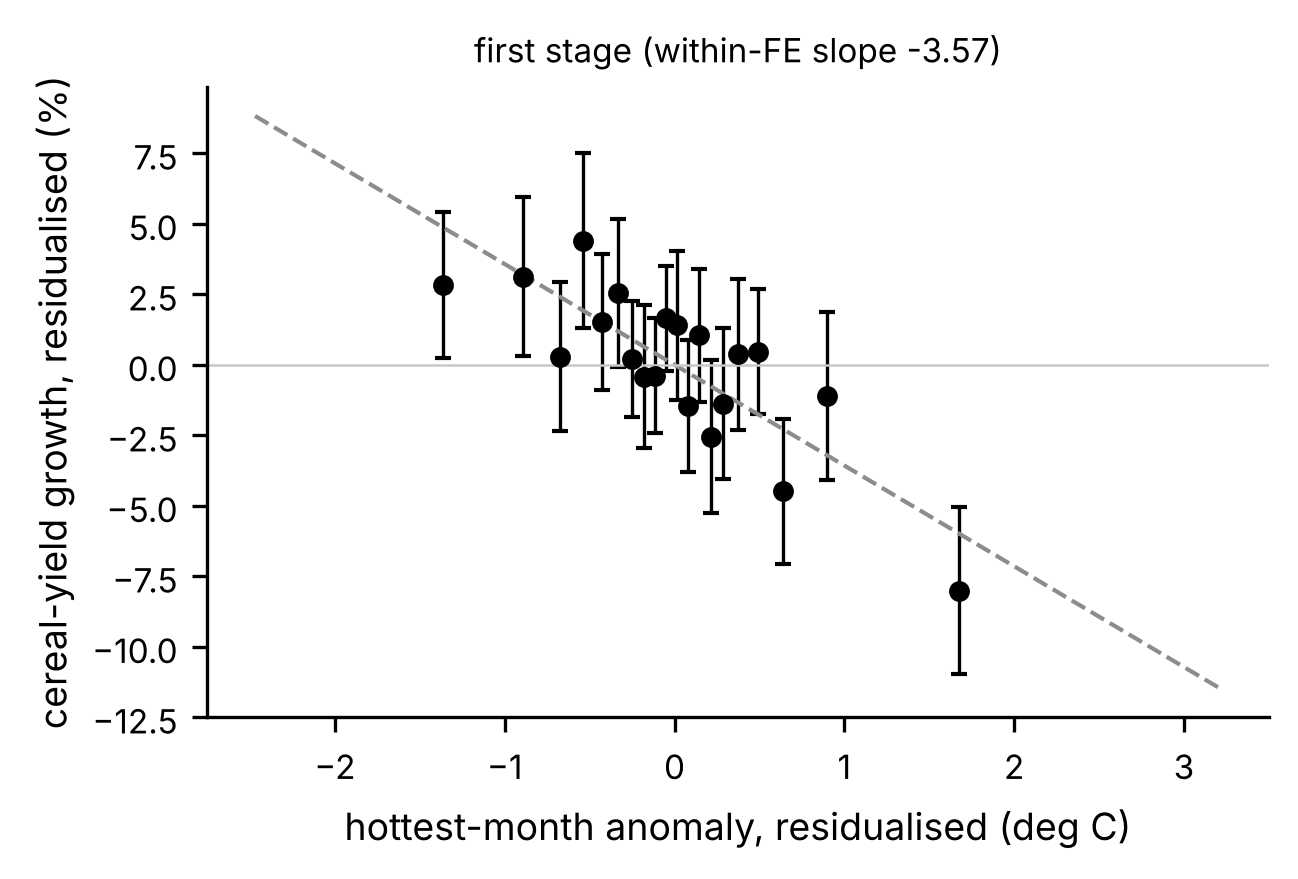 first stage (within-FE slope -3.57)
cereal-yield growth, residualised (%)
7.5
5.0
2.5
0.0
−2.5
−5.0
−7.5
−10.0
−12.5
−2 −1 0 1 2 3
hottest-month anomaly, residualised (deg C)